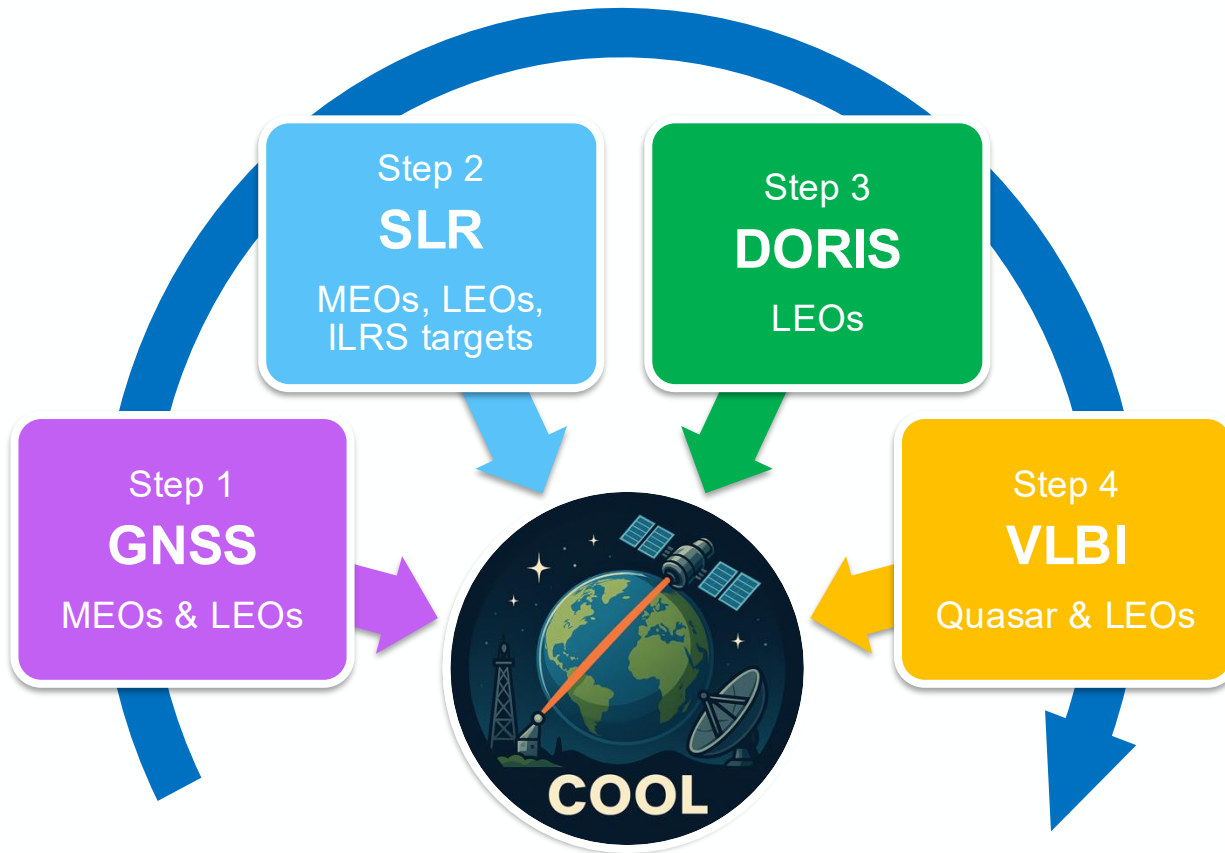 Step 1
GNSS
MEOs & LEOs
Step 2
SLR
MEOs, LEOs,
ILRS targets
Step 3
DORIS
LEOs
Step 4
VLBI
Quasar & LEOs
COOL